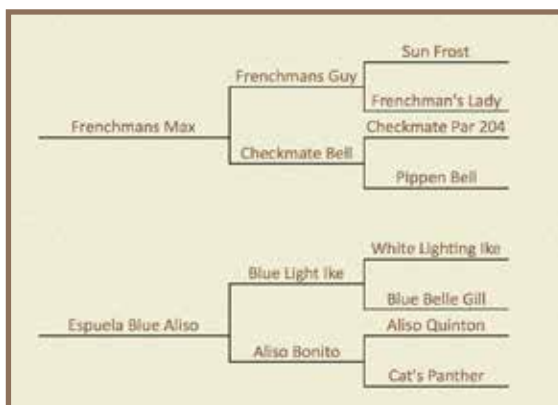 Sun Frost
Frenchmans Guy
Frenchman's Lady
Frenchmans Max
Checkmate Par 204
Checkmate Bell
Pippen Bell
White Lighting Ike
Blue Light Ike
Blue Belle Gill
Espuela Blue Aliso
Aliso Quinton
Aliso Bonito
Cat's Panther